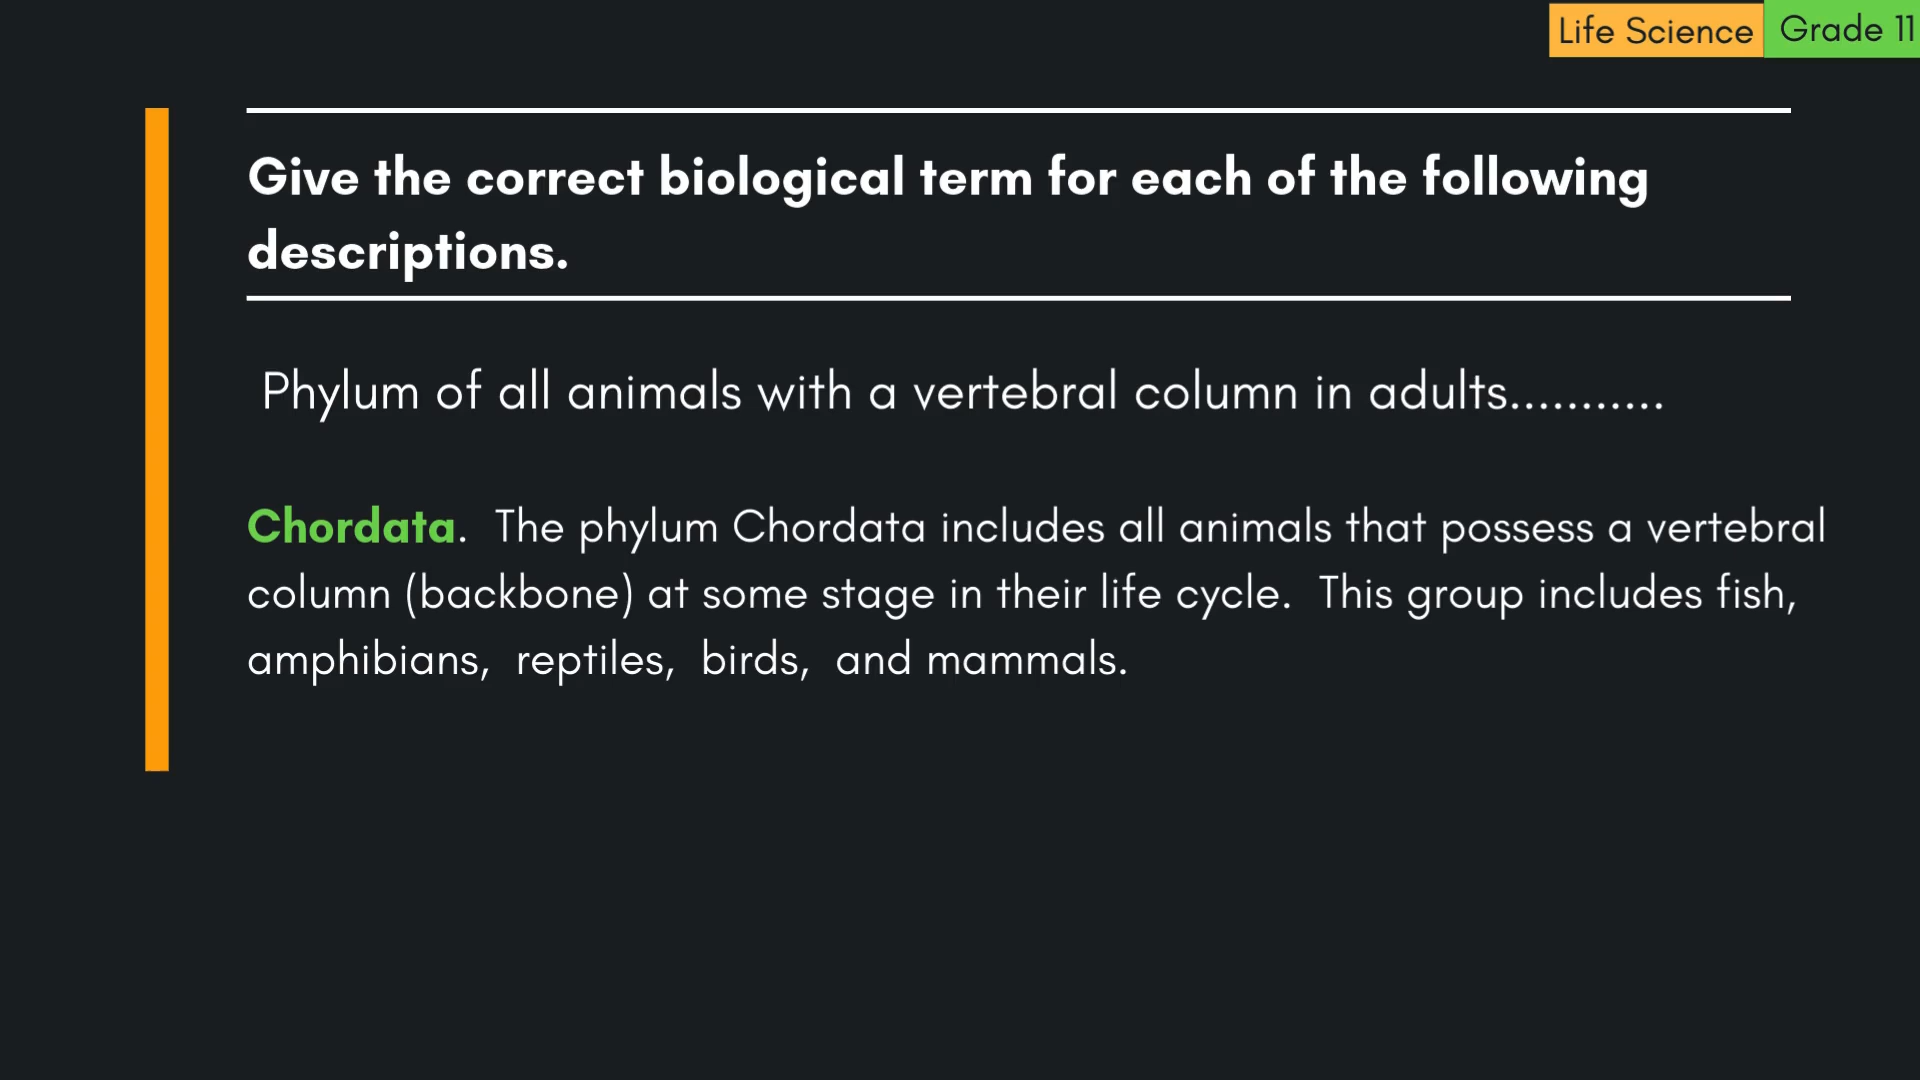 Life Science Grade 11
Give the correct biological term for each of the following
descriptions.
Phylum of all animals with a vertebral column in adults...........
Chordata. The phylum Chordata includes all animals that possess a vertebral
column (backbone) at some stage in their life cycle. This group includes fish,
amphibians, reptiles, birds, and mammals.